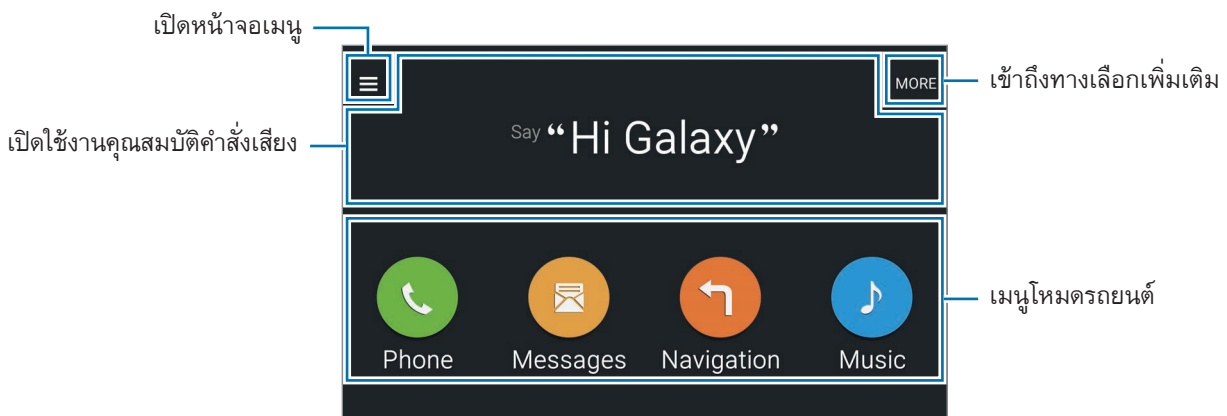 เปิดหน้าจอเมนู
MORE
เข้าถึงทางเลือกเพิ่มเติม
Say “Hi Galaxy”
เปิดใช้งานคุณสมบัติคำสั่งเสียง
เมนูโหมดรถยนต์
Phone Messages Navigation Music